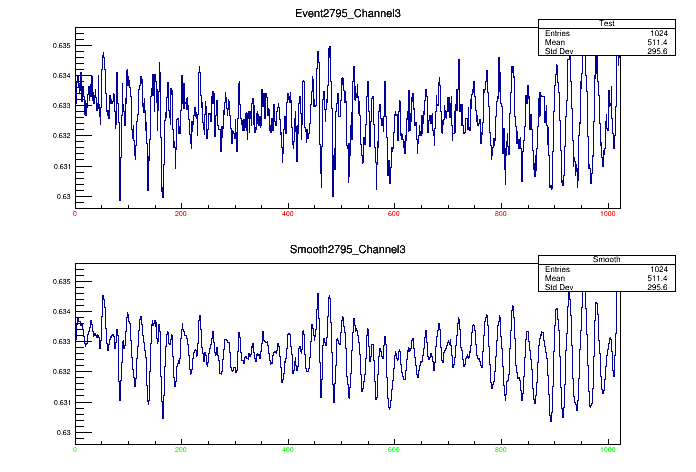 Event2795_Channel3
Test
Entries 1024
Mean 511.4
Std Dev 295.6
0.635
0.634
0.633
0.632
0.631
0.63
0 200 400 600 800 1000
Smooth2795_Channel3
Smooth
Entries 1024
Mean 511.4
Std Dev 295.6
0.635
0.634
0.633
0.632
0.631
0.63
0 200 400 600 800 1000